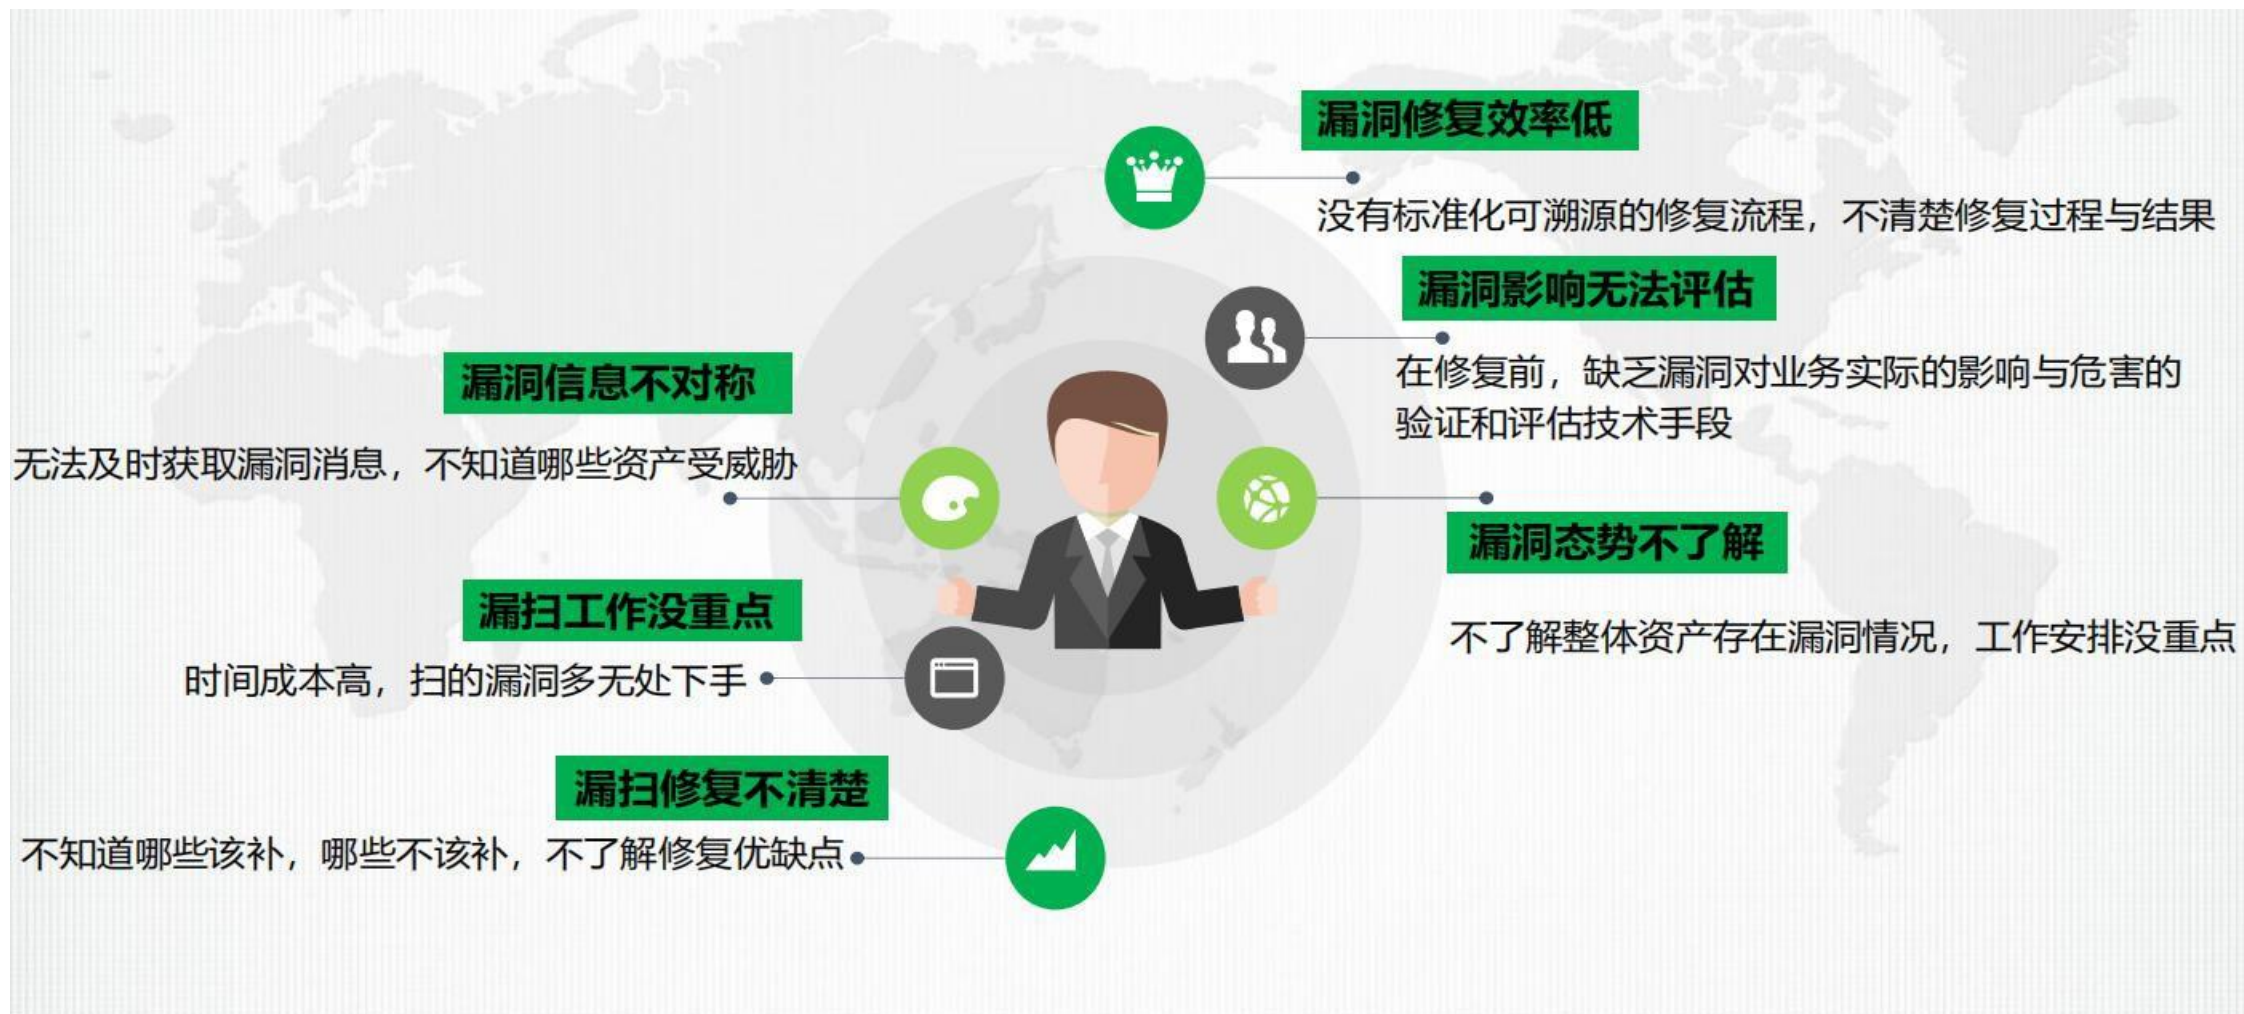 漏洞修复效率低
没有标准化可溯源的修复流程，不清楚修复过程与结果
漏洞影响无法评估
在修复前，缺乏漏洞对业务实际的影响与危害的
验证和评估技术手段
漏洞信息不对称
无法及时获取漏洞消息，不知道哪些资产受威胁
漏洞态势不了解
不了解整体资产存在漏洞情况，工作安排没重点
漏扫工作没重点
时间成本高，扫的漏洞多无处下手
漏扫修复不清楚
不知道哪些该补，哪些不该补，不了解修复优缺点